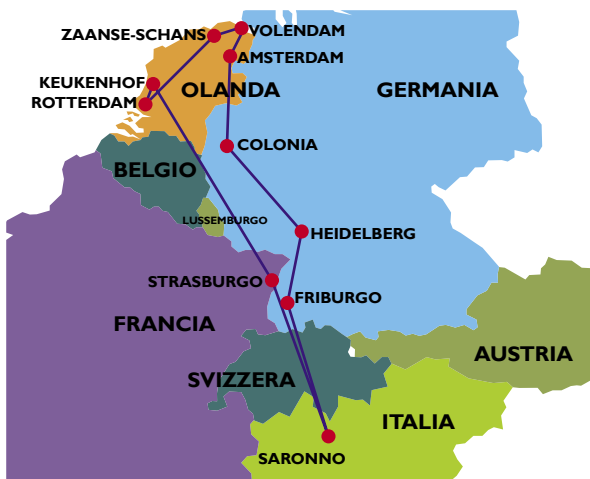 ZAANSE-SCHANS
VOLENDAM
AMSTERDAM
KEUKENHOF
ROTTERDAM
OLANDA
GERMANIA
COLONIA
BELGIO
LUSSEMBURGO
HEIDELBERG
STRASBURGO
FRIBURGO
FRANCIA
AUSTRIA
SVIZZERA
ITALIA
SARONNO